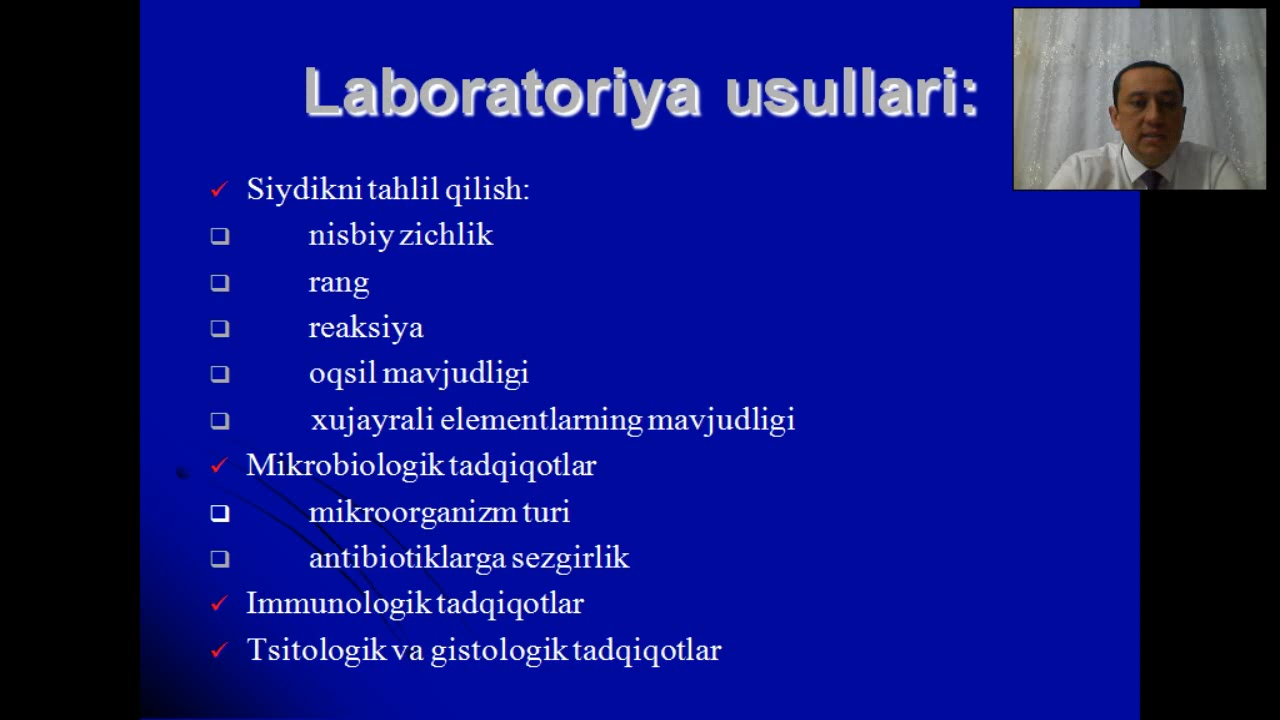 Laboratoriya usullari:
Siydikni tahlil qilish:
nisbiy zichlik
rang
reaksiya
oqsil mavjudligi
xujayrali elementlarning mavjudligi
Mikrobiologik tadqiqotlar
mikroorganizm turi
antibiotiklarga sezgirlik
Immunologik tadqiqotlar
Tsitologik va gistologik tadqiqotlar